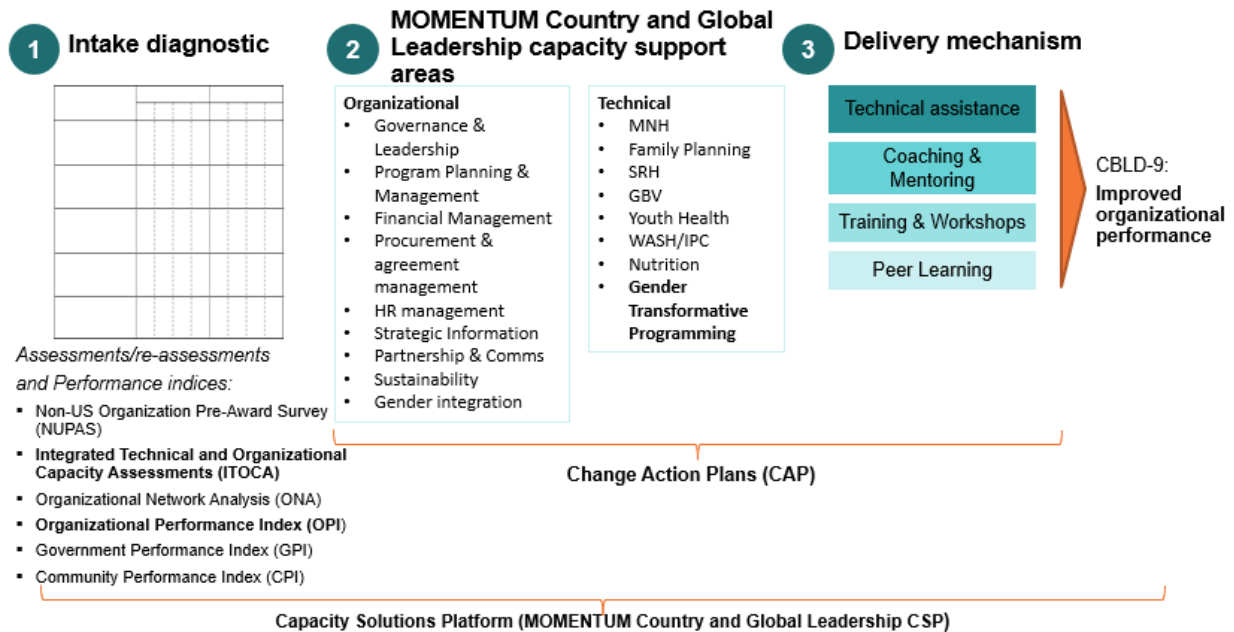 1 Intake diagnostic
Assessments/re-assessments
and Performance indices:
▪ Non-US Organization Pre-Award Survey
(NUPAS)
▪ Integrated Technical and Organizational
Capacity Assessments (ITOCA)
▪ Organizational Network Analysis (ONA)
▪ Organizational Performance Index (OPI)
▪ Government Performance Index (GPI)
▪ Community Performance Index (CPI)
2 MOMENTUM Country and Global
Leadership capacity support
areas
Organizational
• Governance &
Leadership
• Program Planning &
Management
• Financial Management
• Procurement &
agreement
management
• HR management
• Strategic Information
• Partnership & Comms
• Sustainability
• Gender integration
Technical
• MNH
• Family Planning
• SRH
• GBV
• Youth Health
• WASH/IPC
• Nutrition
• Gender
Transformative
Programming
3 Delivery mechanism
Technical assistance
Coaching &
Mentoring
Training & Workshops
Peer Learning
CBLD-9:
Improved
organizational
performance
Change Action Plans (CAP)
Capacity Solutions Platform (MOMENTUM Country and Global Leadership CSP)